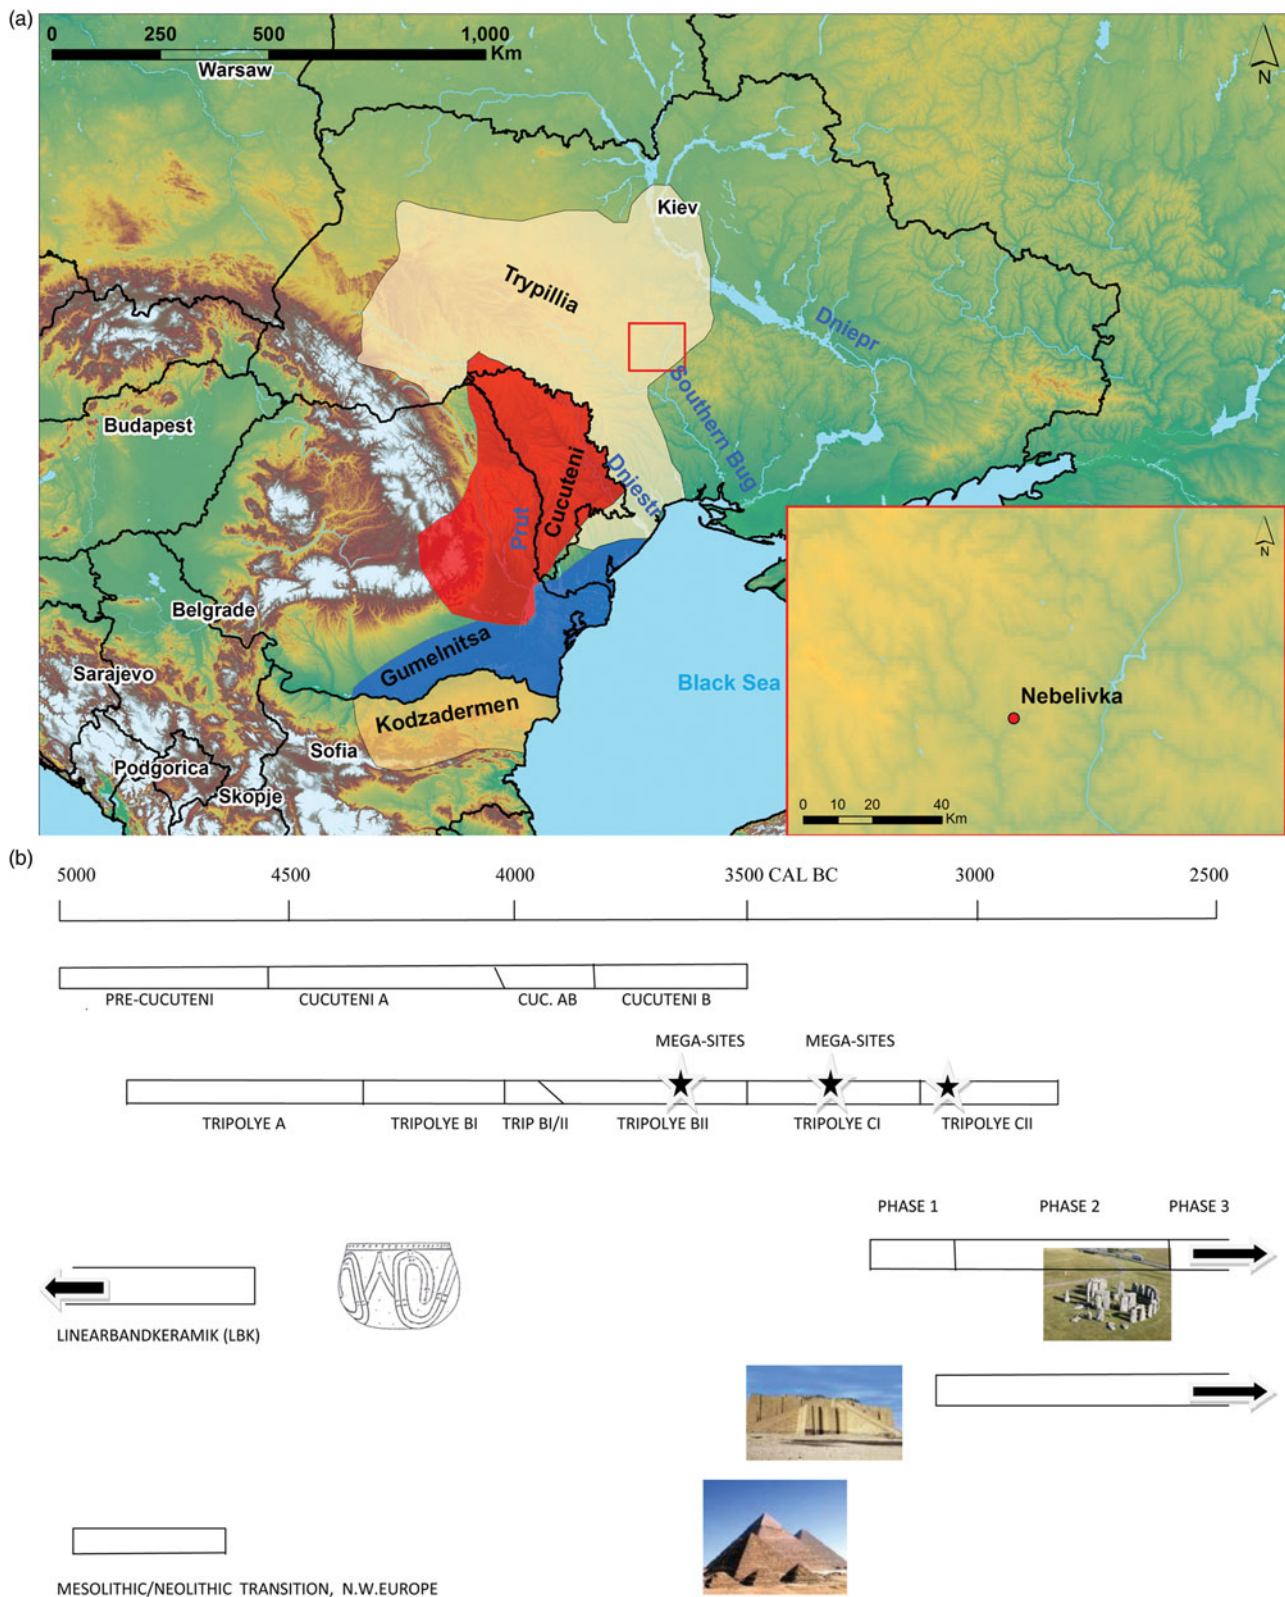 (a)
0 250 500 1,000
Km
Warsaw
N
Kiev
Trypillia
Dniepr
Southern Bug
Budapest
Cucuteni
Dniestr
Prut
Belgrade
Gumelnitsa
Sarajevo
Black Sea
Kodzadermen
Sofia
Podgorica
Skopje
N
Nebelivka
0 10 20 40
Km
(b)
5000 4500 4000 3500 CAL BC 3000 2500
PRE-CUCUTENI CUCUTENI A CUC. AB CUCUTENI B
MEGA-SITES MEGA-SITES
TRIPOLYE A TRIPOLYE BI TRIP BI/II TRIPOLYE BII TRIPOLYE CI TRIPOLYE CII
PHASE 1 PHASE 2 PHASE 3
LINEARBANDKERAMIK (LBK)
MESOLITHIC/NEOLITHIC TRANSITION, N.W.EUROPE